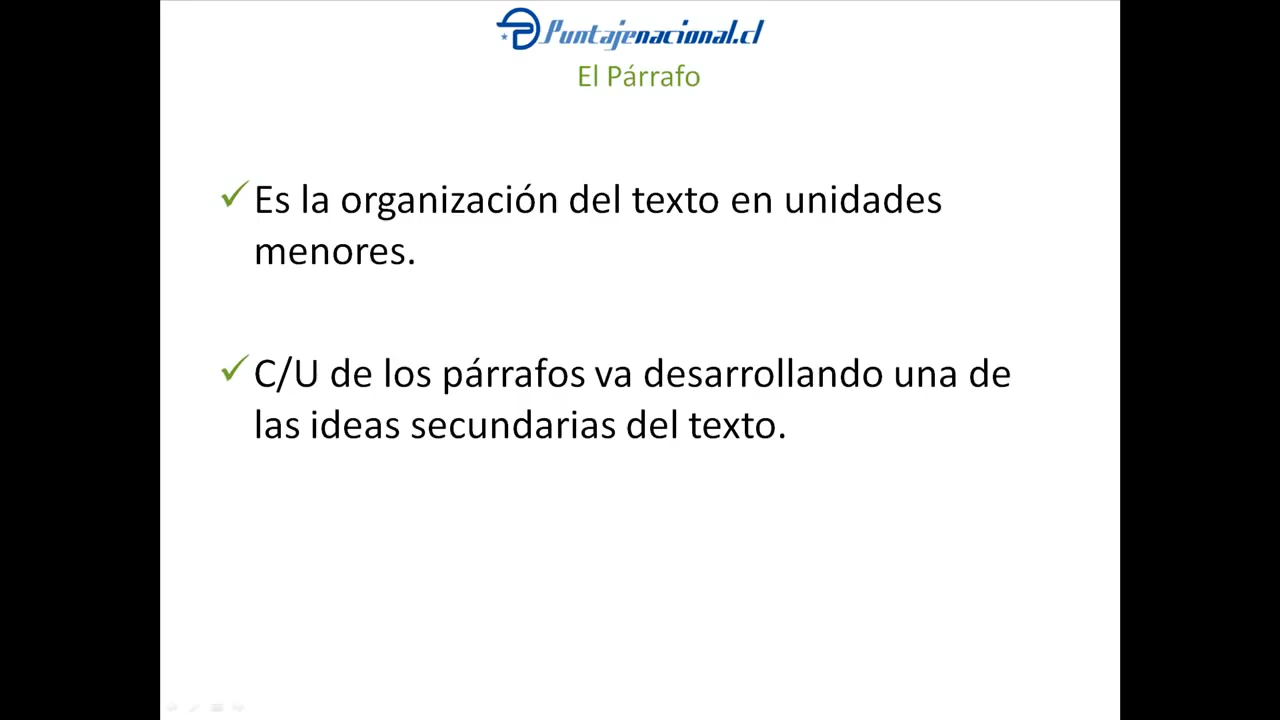 Puntajenacional.cl
El Párrafo
Es la organización del texto en unidades
menores.
C/U de los párrafos va desarrollando una de
las ideas secundarias del texto.